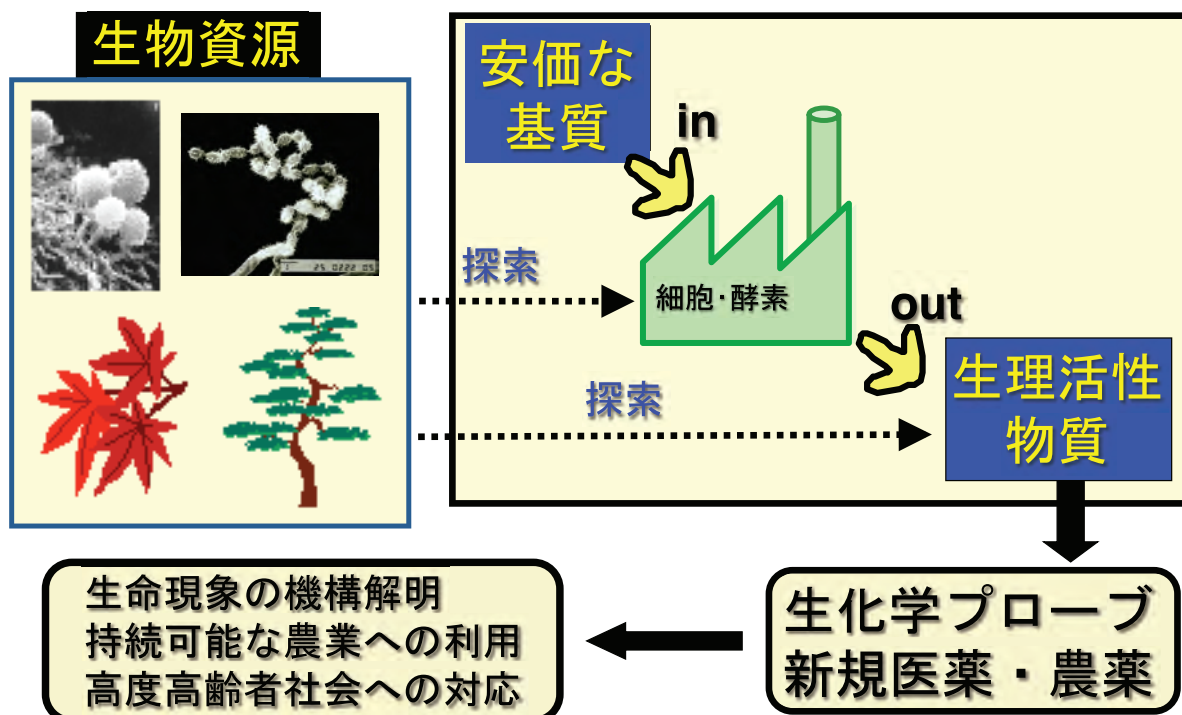 生物資源
安価な
基質
in
探索
細胞・酵素
out
探索
生理活性
物質
生化学プローブ
新規医薬・農薬
生命現象の機構解明
持続可能な農業への利用
高度高齢者社会への対応